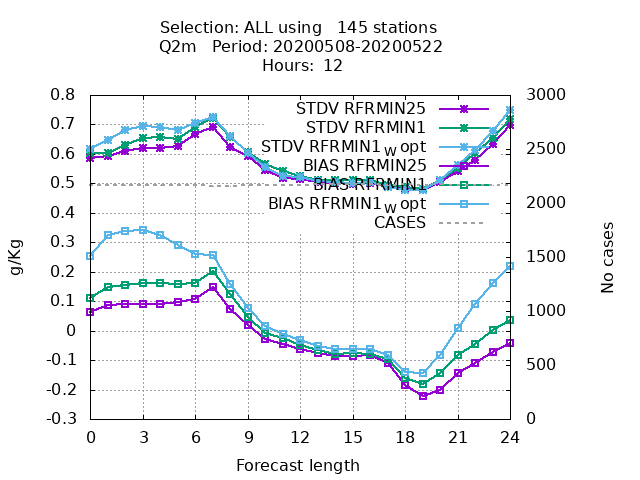 Selection: ALL using 145 stations
Q2m Period: 20200508-20200522
Hours: 12
STDV RFRMIN25
STDV RFRMIN1
STDV RFRMIN1_W opt
BIAS RFRMIN25
BIAS RFRMIN1
BIAS RFRMIN1_W opt
CASES
0.8
0.7
0.6
0.5
0.4
0.3
0.2
0.1
0
-0.1
-0.2
-0.3
g/Kg
3000
2500
2000
1500
1000
500
0
No cases
0 3 6 9 12 15 18 21 24
Forecast length